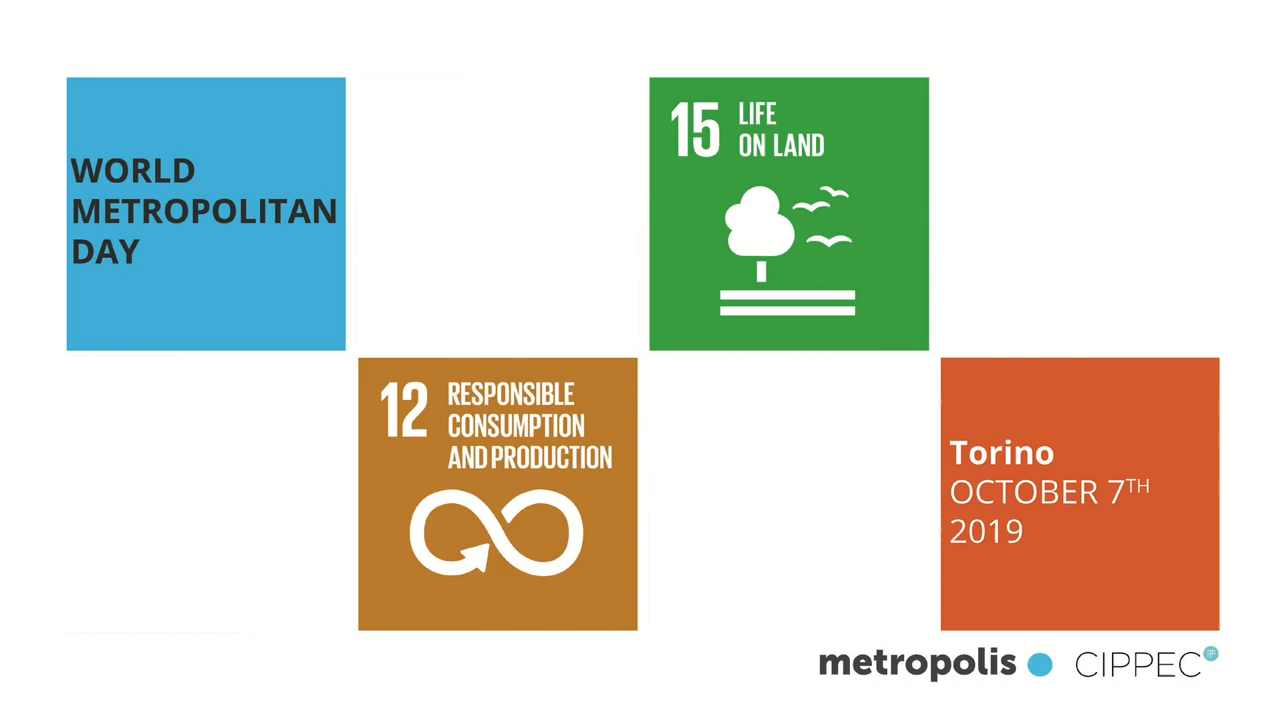 WORLD
METROPOLITAN
DAY
15 LIFE
ON LAND
12 RESPONSIBLE
CONSUMPTION
AND PRODUCTION
Torino
OCTOBER 7TH
2019
metropolis
CIPPEC